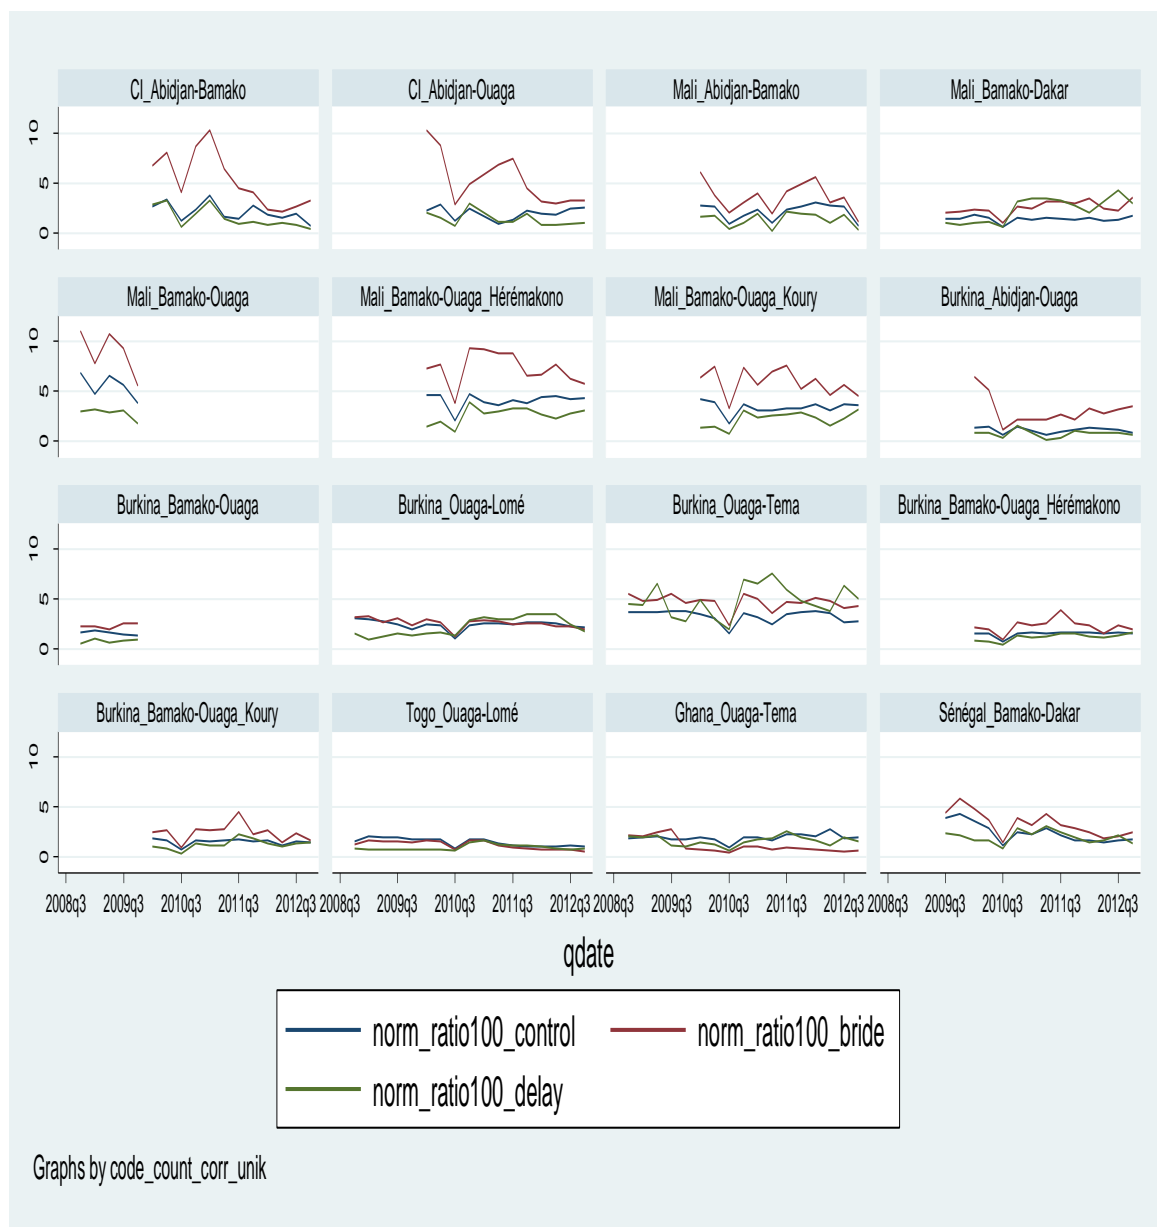 CI_Abidjan-Bamako CI_Abidjan-Ouaga Mali_Abidjan-Bamako Mali_Bamako-Dakar
10
5
0
Mali_Bamako-Ouaga Mali_Bamako-Ouaga_Hérémakono Mali_Bamako-Ouaga_Koury Burkina_Abidjan-Ouaga
10
5
0
Burkina_Bamako-Ouaga Burkina_Ouaga-Lomé Burkina_Ouaga-Tema Burkina_Bamako-Ouaga_Hérémakono
10
5
0
Burkina_Bamako-Ouaga_Koury Togo_Ouaga-Lomé Ghana_Ouaga-Tema Sénégal_Bamako-Dakar
10
5
0
2008q3 2009q3 2010q3 2011q3 2012q3 2008q3 2009q3 2010q3 2011q3 2012q3 2008q3 2009q3 2010q3 2011q3 2012q3 2008q3 2009q3 2010q3 2011q3 2012q3
qdate
norm_ratio100_control norm_ratio100_bride
norm_ratio100_delay
Graphs by code_count_corr_unik